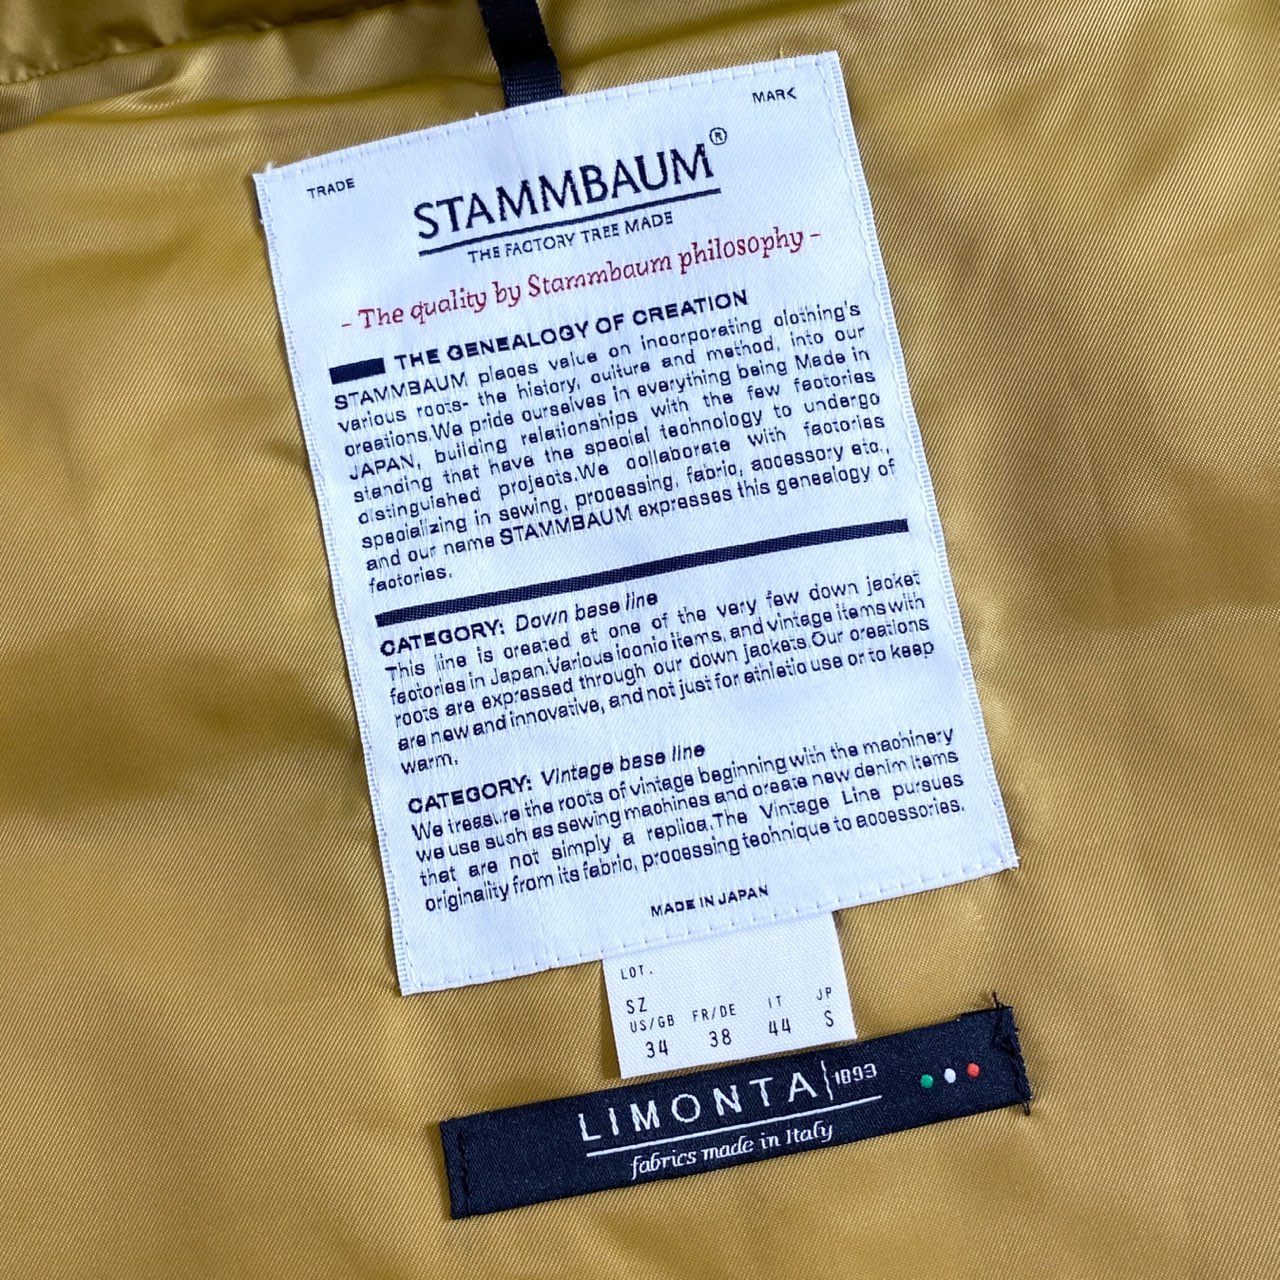 TRADE MARK
STAMMBAUM®
THE FACTORY TREE MADE
- The quality by Stammbaum philosophy -
THE GENEALOGY OF CREATION
STAMMBAUM places value on incorporating clothing's
various roots- the history, culture and method, into our
creations.We pride ourselves in everything being Made in
JAPAN, building relationships with the few factories
standing that have the special technology to undergo
distinguished projects.We collaborate with factories
specializing in sewing, processing, fabric, accessory etc.,
and our name STAMMBAUM expresses this genealogy of
factories.
CATEGORY: Down base line
This line is created at one of the very few down jacket
factories in Japan.Various iconic items, and vintage items with
roots are expressed through our down jackets.Our creations
are new and innovative, and not just for athletic use or to keep
warm.
CATEGORY: Vintage base line
We treasure the roots of vintage beginning with the machinery
we use such as sewing machines and create new denim items
that are not simply a replica.The Vintage Line pursues
originality from its fabric, processing technique to accessories.
MADE IN JAPAN
LOT.
SZ
US/GB FR/DE IT JP
34 38 44 S
LIMONTA 1893
fabrics made in Italy